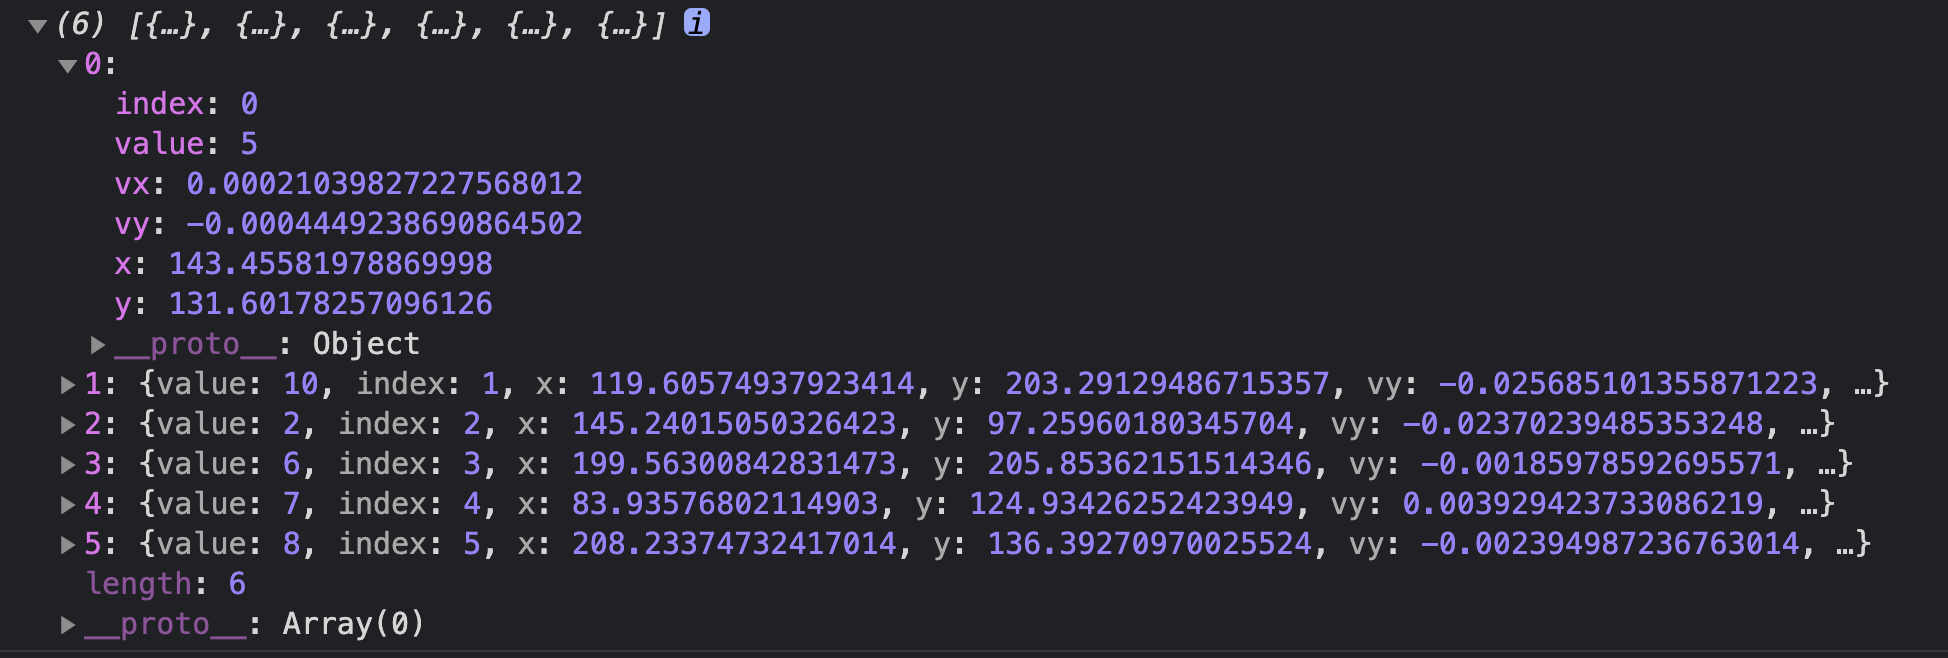 (6) [{…}, {…}, {…}, {…}, {…}, {…}] i
0:
index: 0
value: 5
vx: 0.00021039827227568012
vy: -0.0004449238690864502
x: 143.45581978869998
y: 131.60178257096126
__proto__: Object
1: {value: 10, index: 1, x: 119.60574937923414, y: 203.29129486715357, vy: -0.025685101355871223, …}
2: {value: 2, index: 2, x: 145.24015050326423, y: 97.25960180345704, vy: -0.02370239485353248, …}
3: {value: 6, index: 3, x: 199.56300842831473, y: 205.85362151514346, vy: -0.00185978592695571, …}
4: {value: 7, index: 4, x: 83.93576802114903, y: 124.93426252423949, vy: 0.0039294237330862​19, …}
5: {value: 8, index: 5, x: 208.23374732417014, y: 136.39270970025524, vy: -0.002394987236763014, …}
length: 6
__proto__: Array(0)